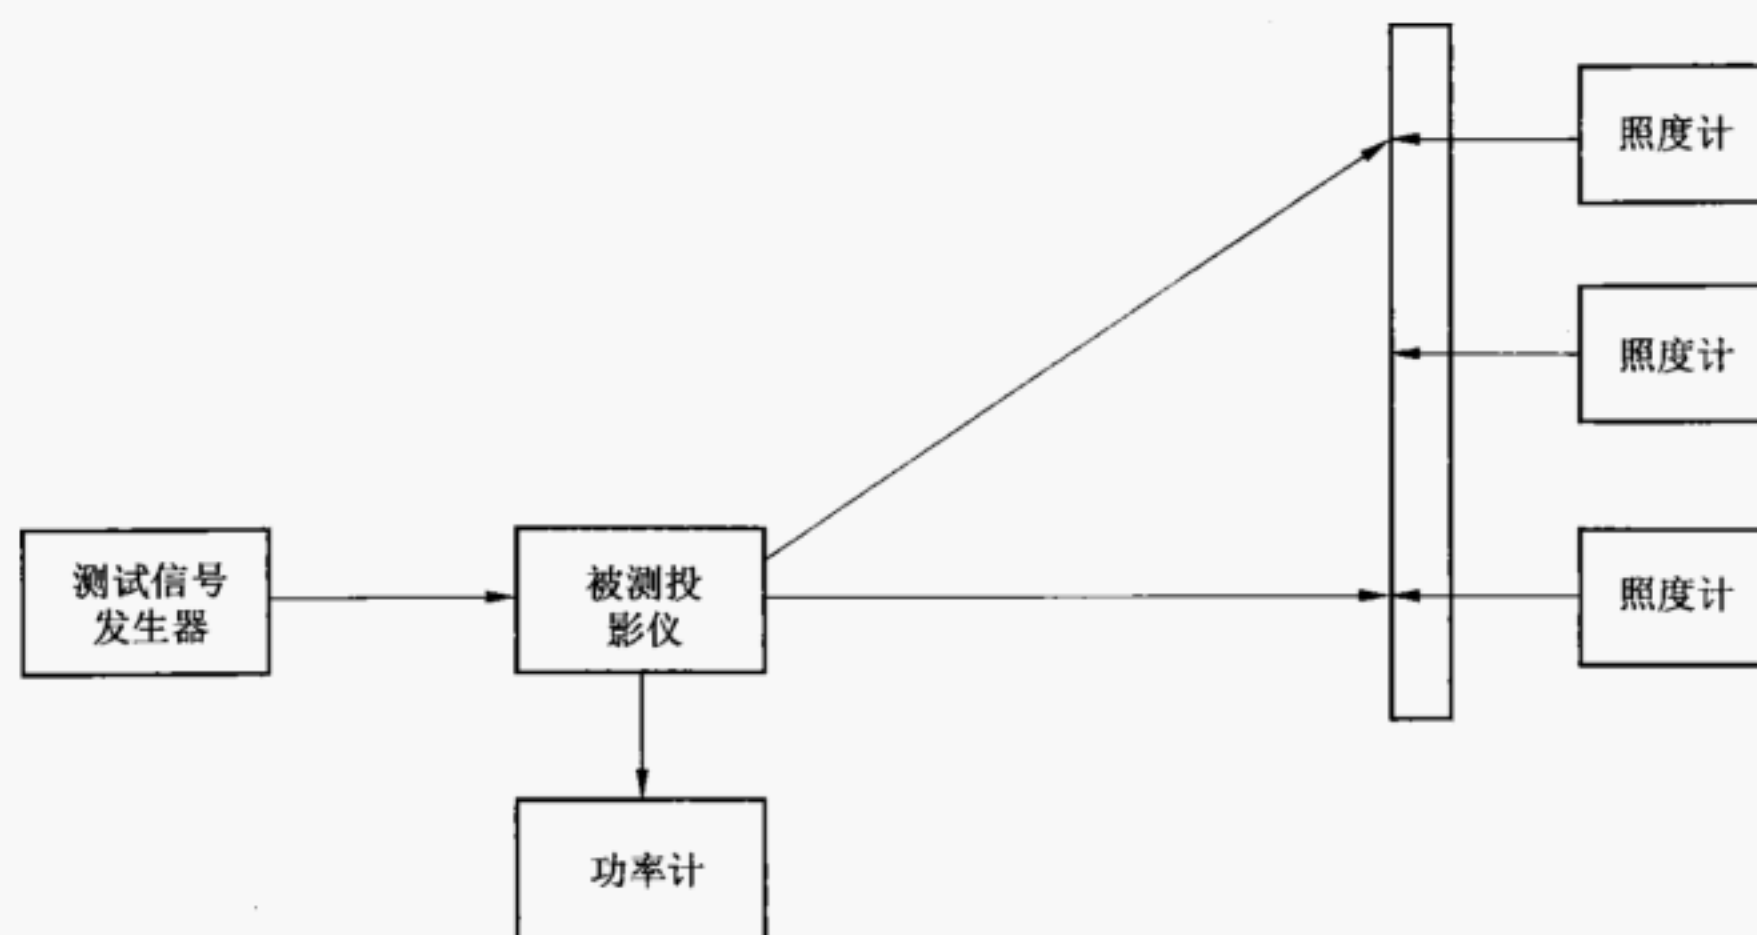 照度计
照度计
测试信号
发生器
被测投
影仪
照度计
功率计